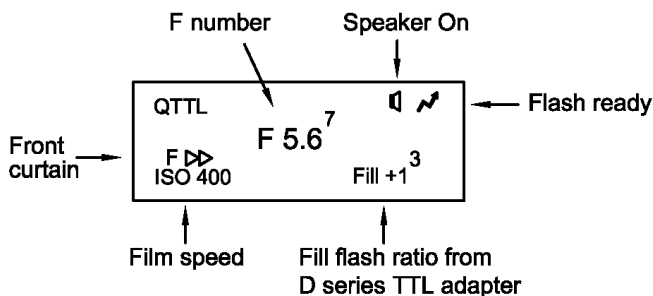 F number
Speaker On
QTTL
F 5.6 7
Flash ready
Front
curtain
F
ISO 400
Fill +1 3
Film speed
Fill flash ratio from
D series TTL adapter